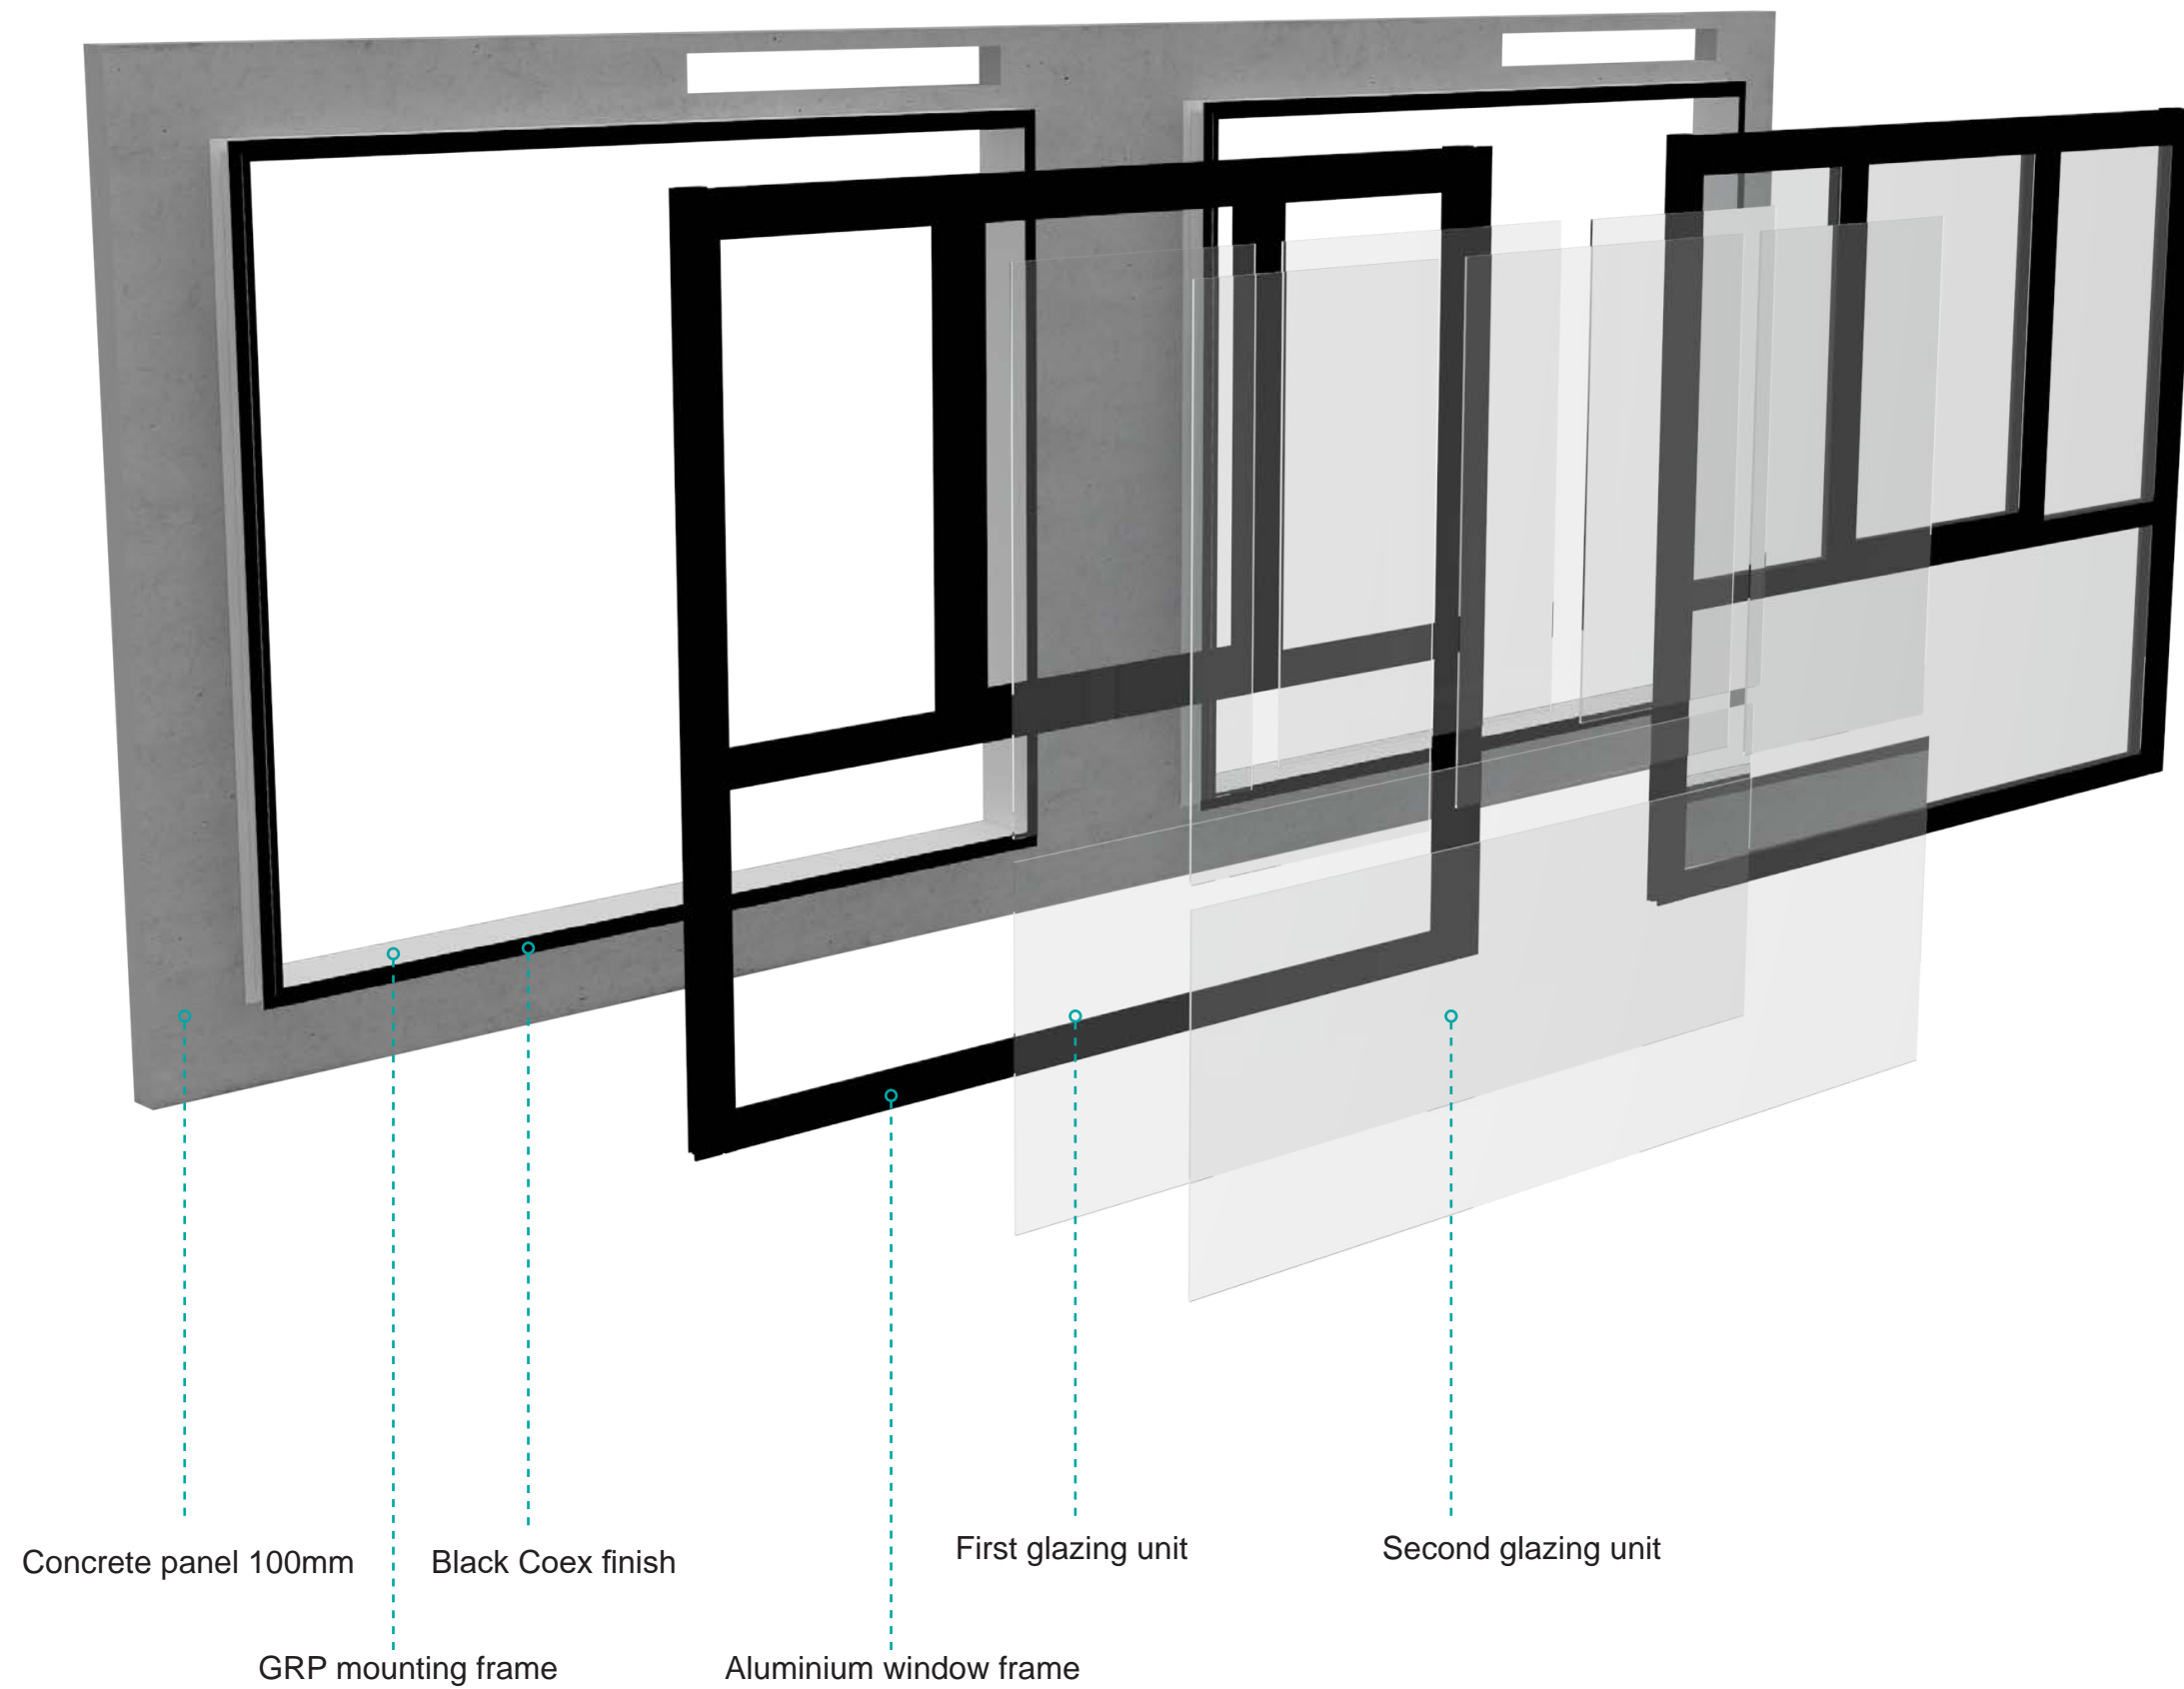 First glazing unit
Second glazing unit
Concrete panel 100mm
Black Coex finish
GRP mounting frame
Aluminium window frame